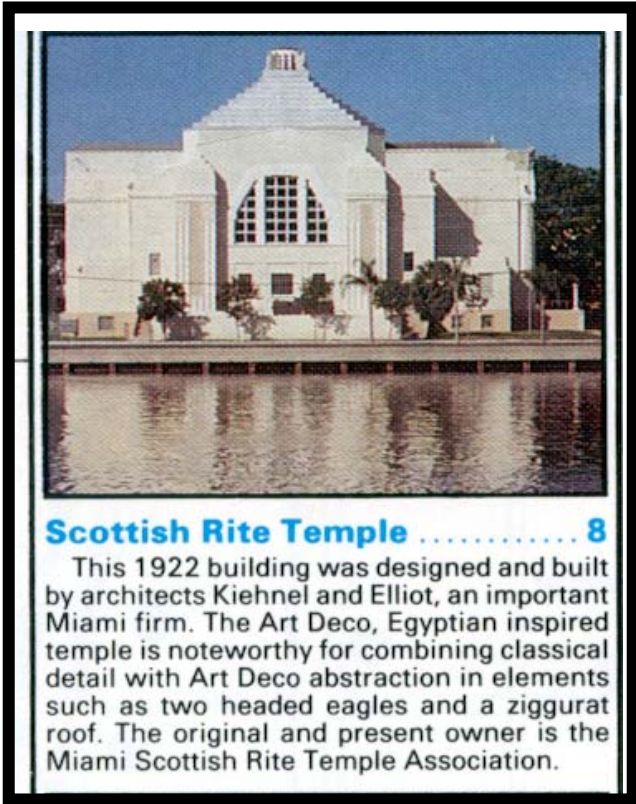 Scottish Rite Temple ............ 8
This 1922 building was designed and built
by architects Kiehnel and Elliot, an important
Miami firm. The Art Deco, Egyptian inspired
temple is noteworthy for combining classical
detail with Art Deco abstraction in elements
such as two headed eagles and a ziggurat
roof. The original and present owner is the
Miami Scottish Rite Temple Association.